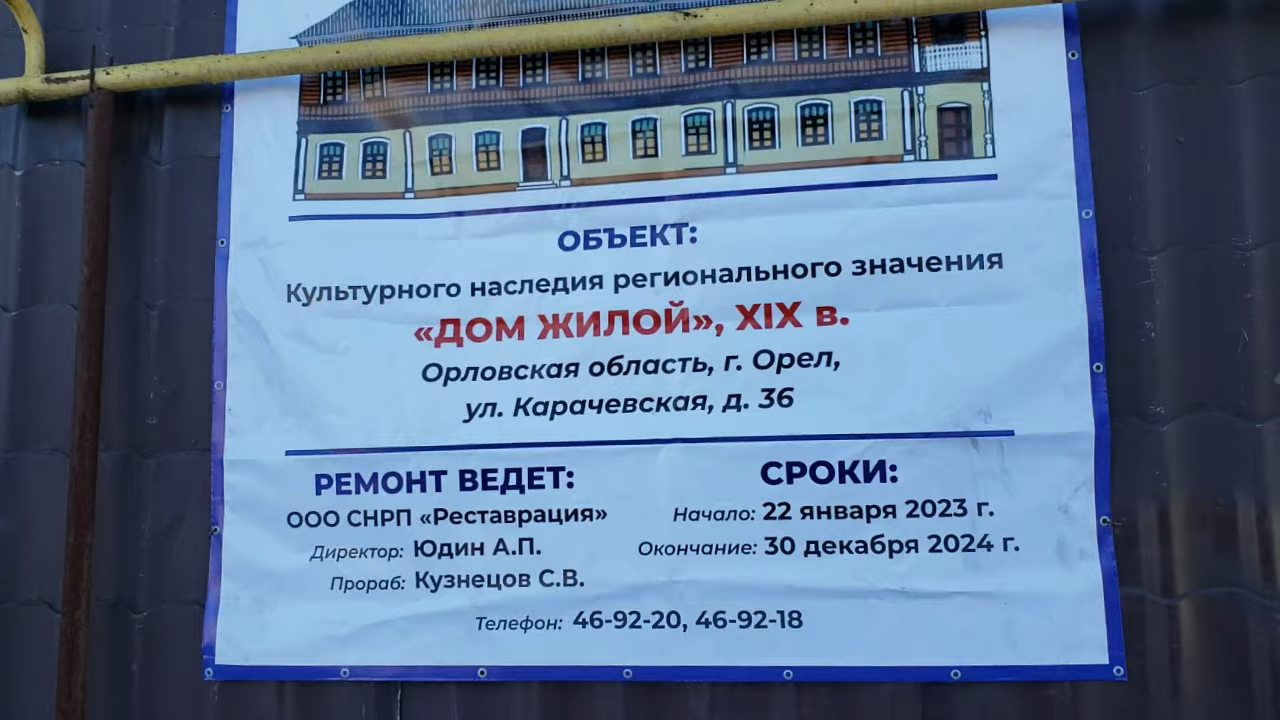 ОБЪЕКТ:
Культурного наследия регионального значения
«ДОМ ЖИЛОЙ», XIX в.
Орловская область, г. Орел,
ул. Карачевская, д. 36
РЕМОНТ ВЕДЕТ:
ООО СНРП «Реставрация»
Директор: Юдин А.П.
Прораб: Кузнецов С.В.
СРОКИ:
Начало: 22 января 2023 г.
Окончание: 30 декабря 2024 г.
Телефон: 46-92-20, 46-92-18